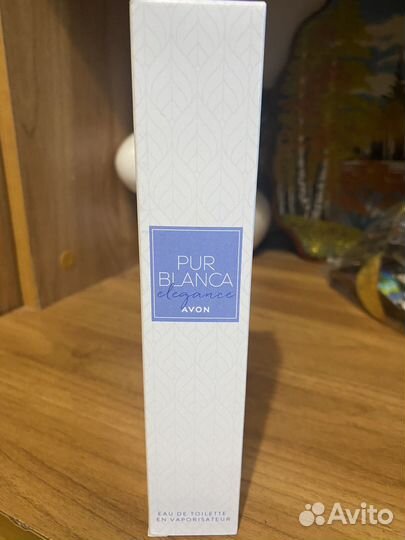 PUR
BLANCA
elegance
AVON
EAU DE TOILETTE
EN VAPORISATEUR
Avito